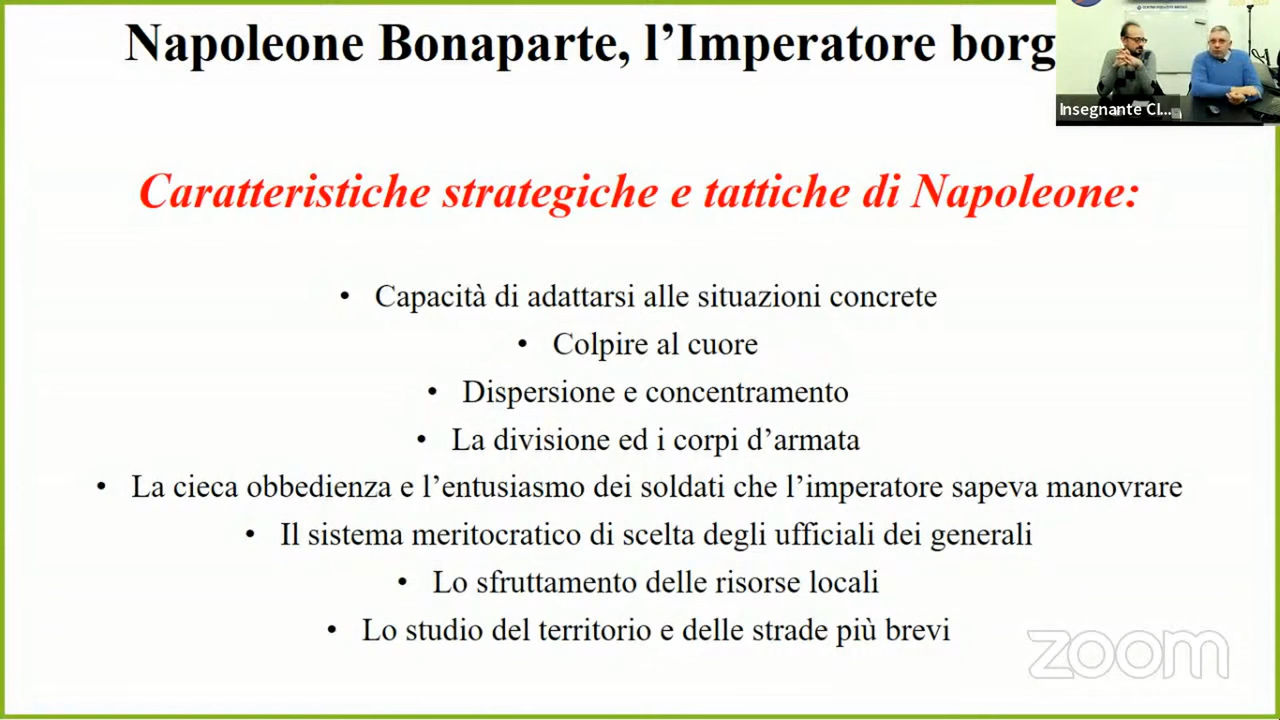 Napoleone Bonaparte, l’Imperatore borg
Insegnante Cl...
Caratteristiche strategiche e tattiche di Napoleone:
• Capacità di adattarsi alle situazioni concrete
• Colpire al cuore
• Dispersione e concentramento
• La divisione ed i corpi d’armata
• La cieca obbedienza e l’entusiasmo dei soldati che l’imperatore sapeva manovrare
• Il sistema meritocratico di scelta degli ufficiali dei generali
• Lo sfruttamento delle risorse locali
• Lo studio del territorio e delle strade più brevi
zoom